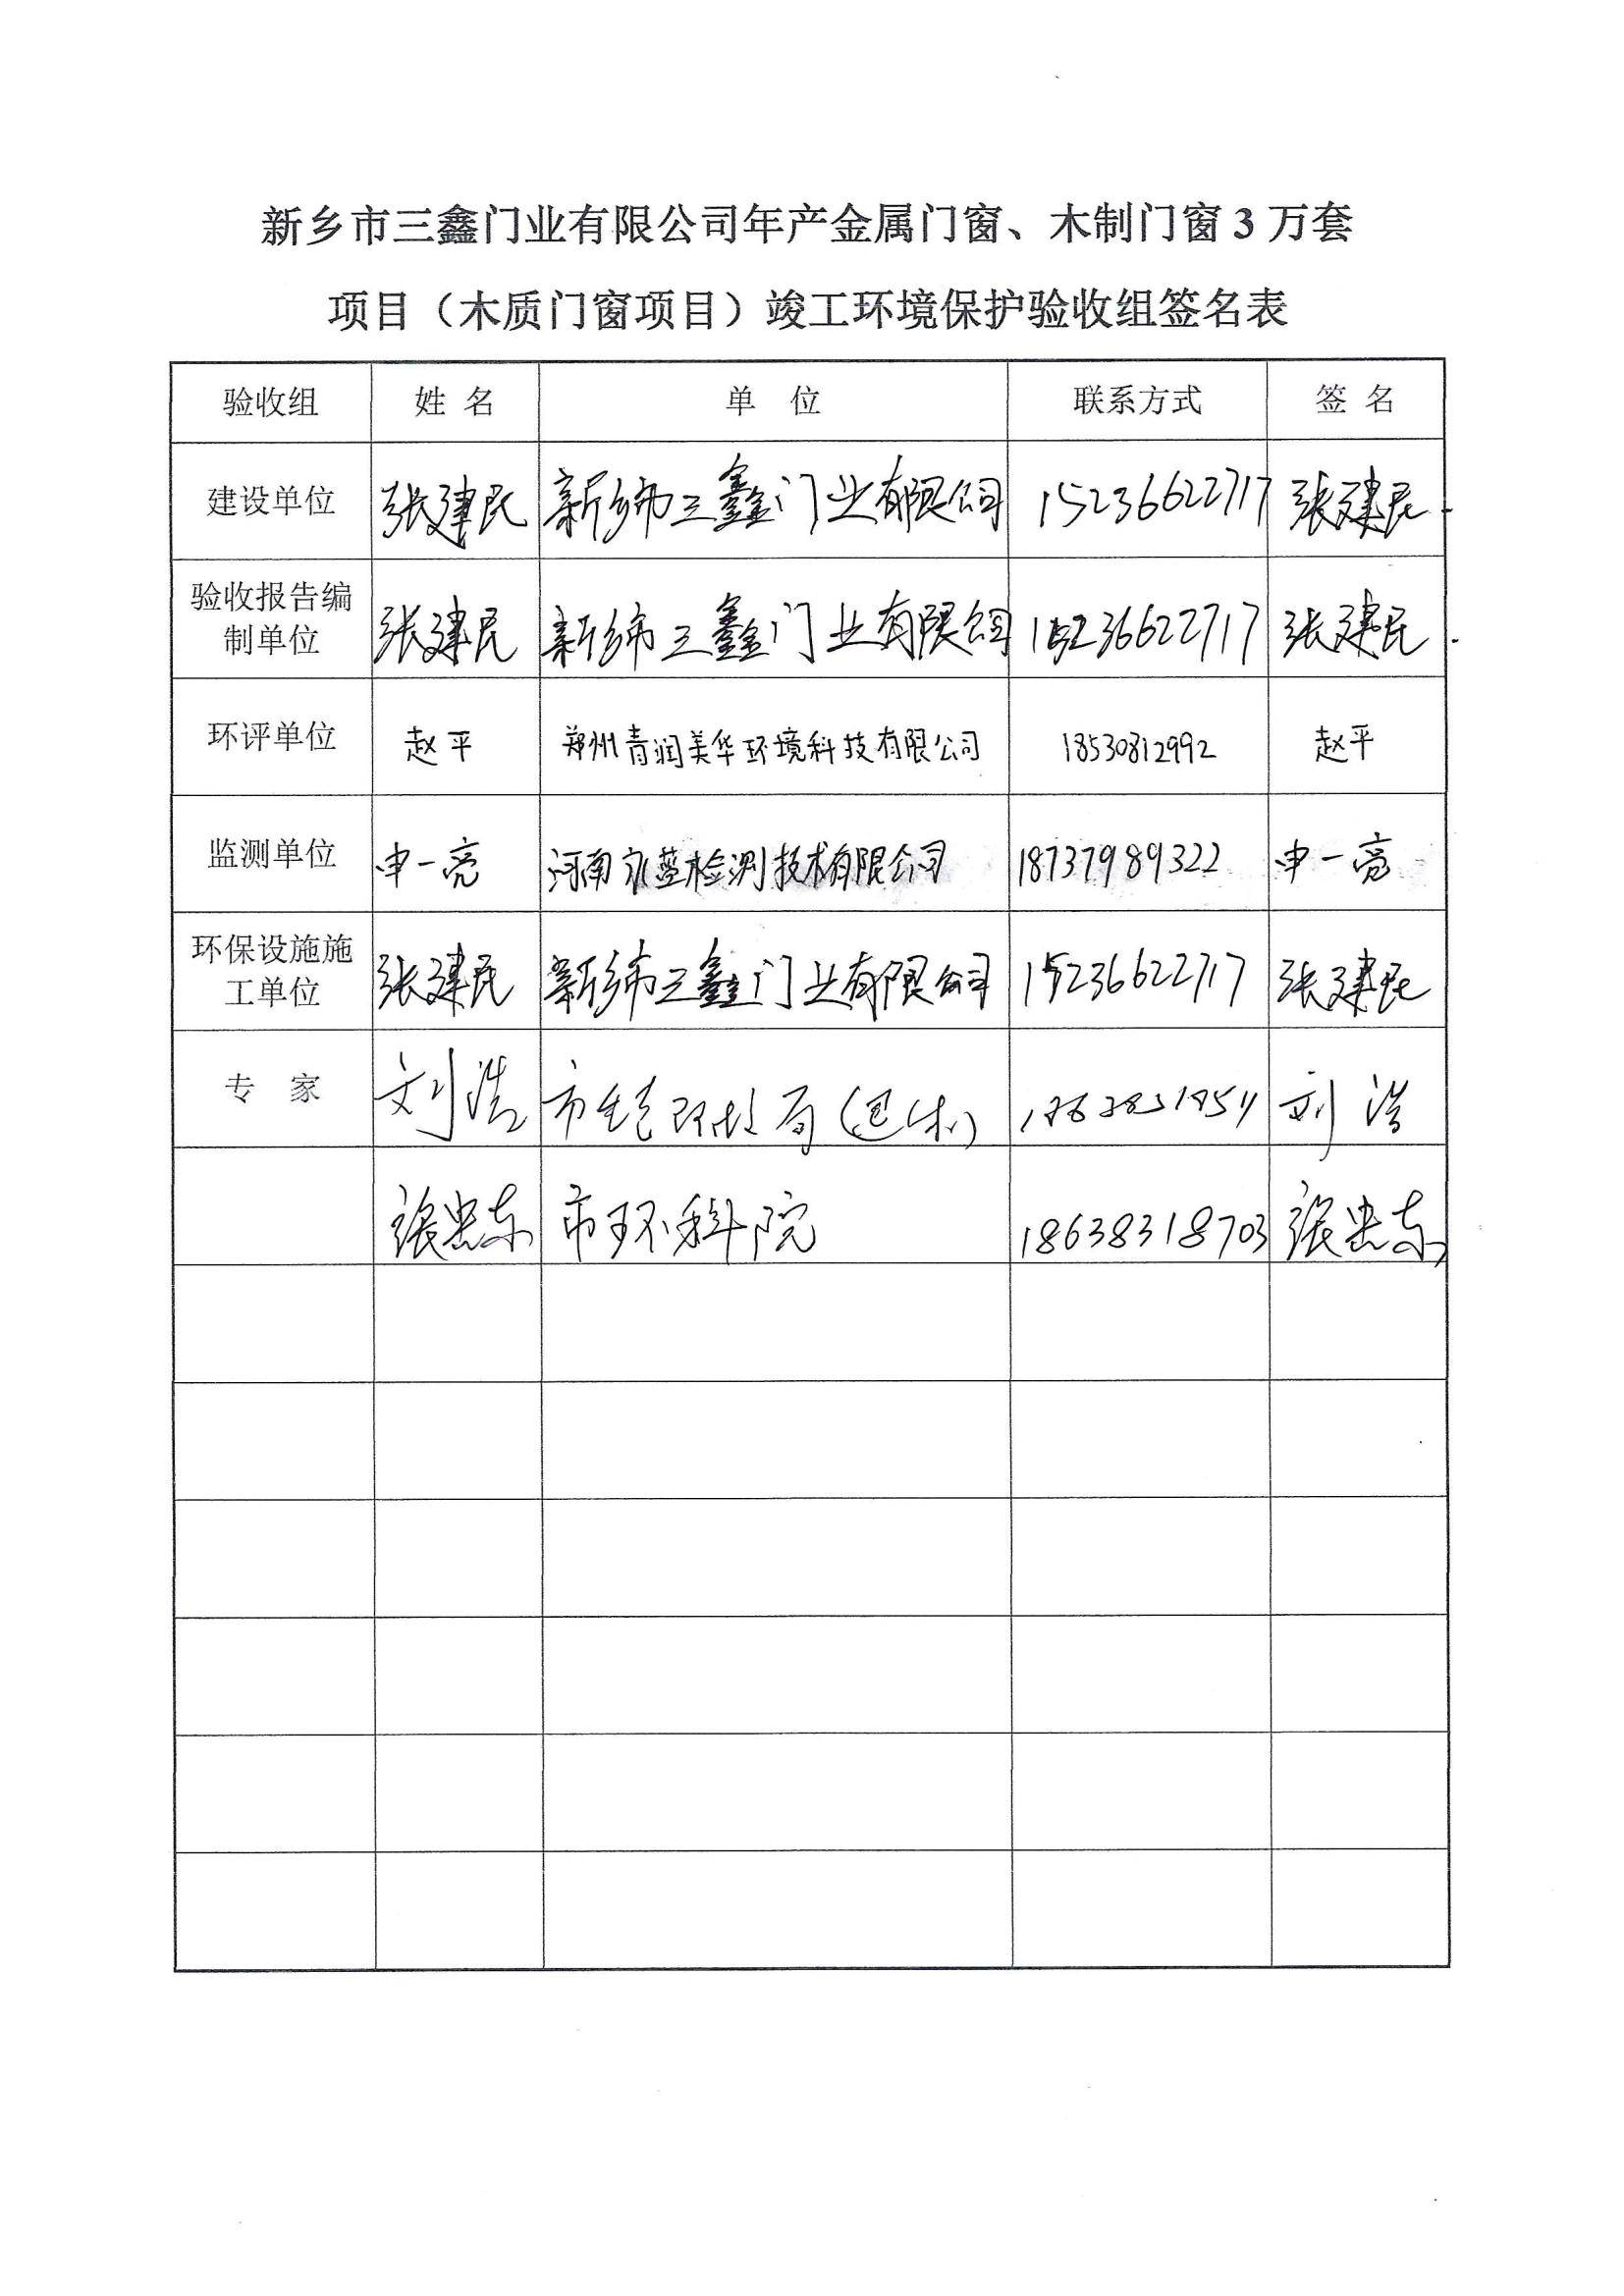 新乡市三鑫门业有限公司年产金属门窗、木制门窗 3 万套
项目（木质门窗项目）竣工环境保护验收组签名表
验收组 姓 名 单 位 联系方式 签 名
建设单位 张建民 新乡市三鑫门业有限公司 15236622717 张建民
验收报告编
制单位 张建民 新乡市三鑫门业有限公司 15236622717 张建民
环评单位 赵平 郑州青润美华环境科技有限公司 18530812992 赵平
监测单位 申一亮 河南永蓝检测技术有限公司 18737989322 申一亮
环保设施施
工单位 张建民 新乡市三鑫门业有限公司 15236622717 张建民
专 家 刘浩 市 局 刘浩
张忠东 市环科院 18638318703 张忠东